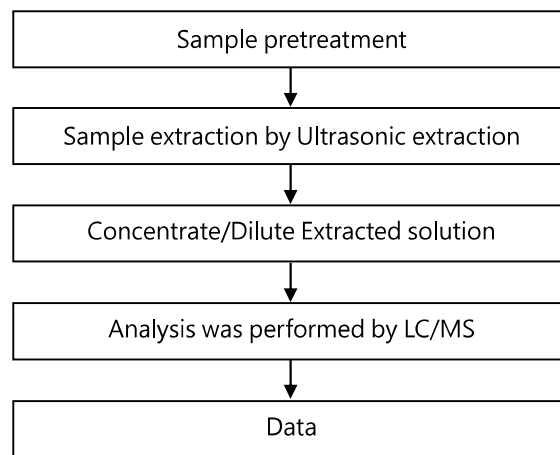 Sample pretreatment
Sample extraction by Ultrasonic extraction
Concentrate/Dilute Extracted solution
Analysis was performed by LC/MS
Data